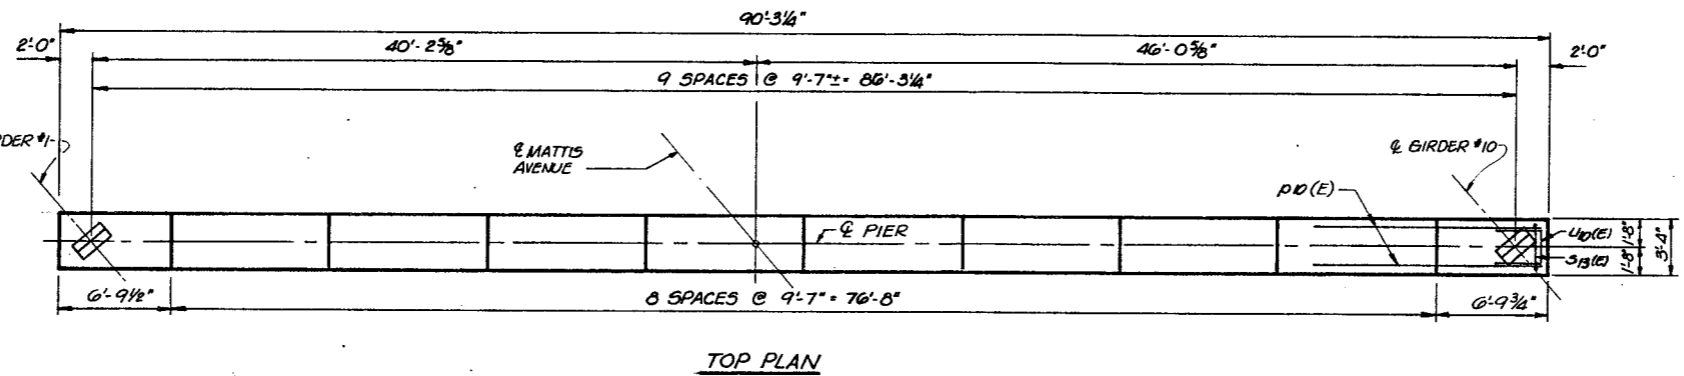 90'-3¼"
2'-0" 40'-2⅝" 46'-0⅝" 2'-0"
9 SPACES @ 9'-7"± = 86'-3¼"
RDER #1
℄ MATTIS
AVENUE
℄ GIRDER #10
p10(E)
℄ PIER
U10(E)
S13(E)
1'-8" 1'-8"
3'-4"
6'-9½" 8 SPACES @ 9'-7" = 76'-8" 6'-9¾"
TOP PLAN